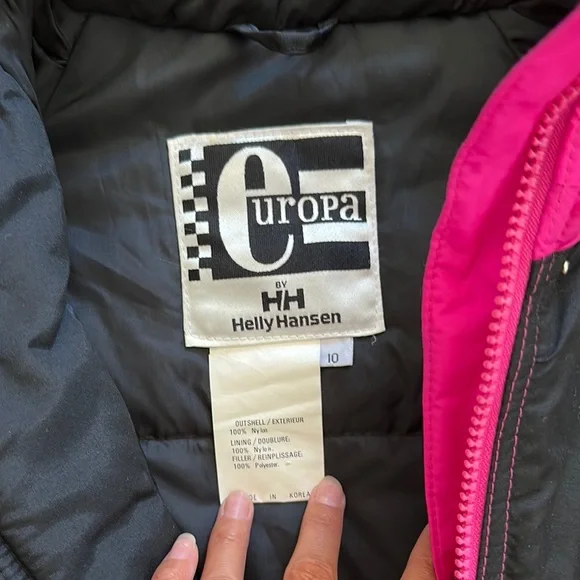 europa
BY
HH
Helly Hansen
10
OUTSHELL / EXTERIEUR
100% Nylon.
LINING / DOUBLURE:
100% Nylon.
FILLER / REINPLISSAGE:
100% Polyester.
IN KOREA